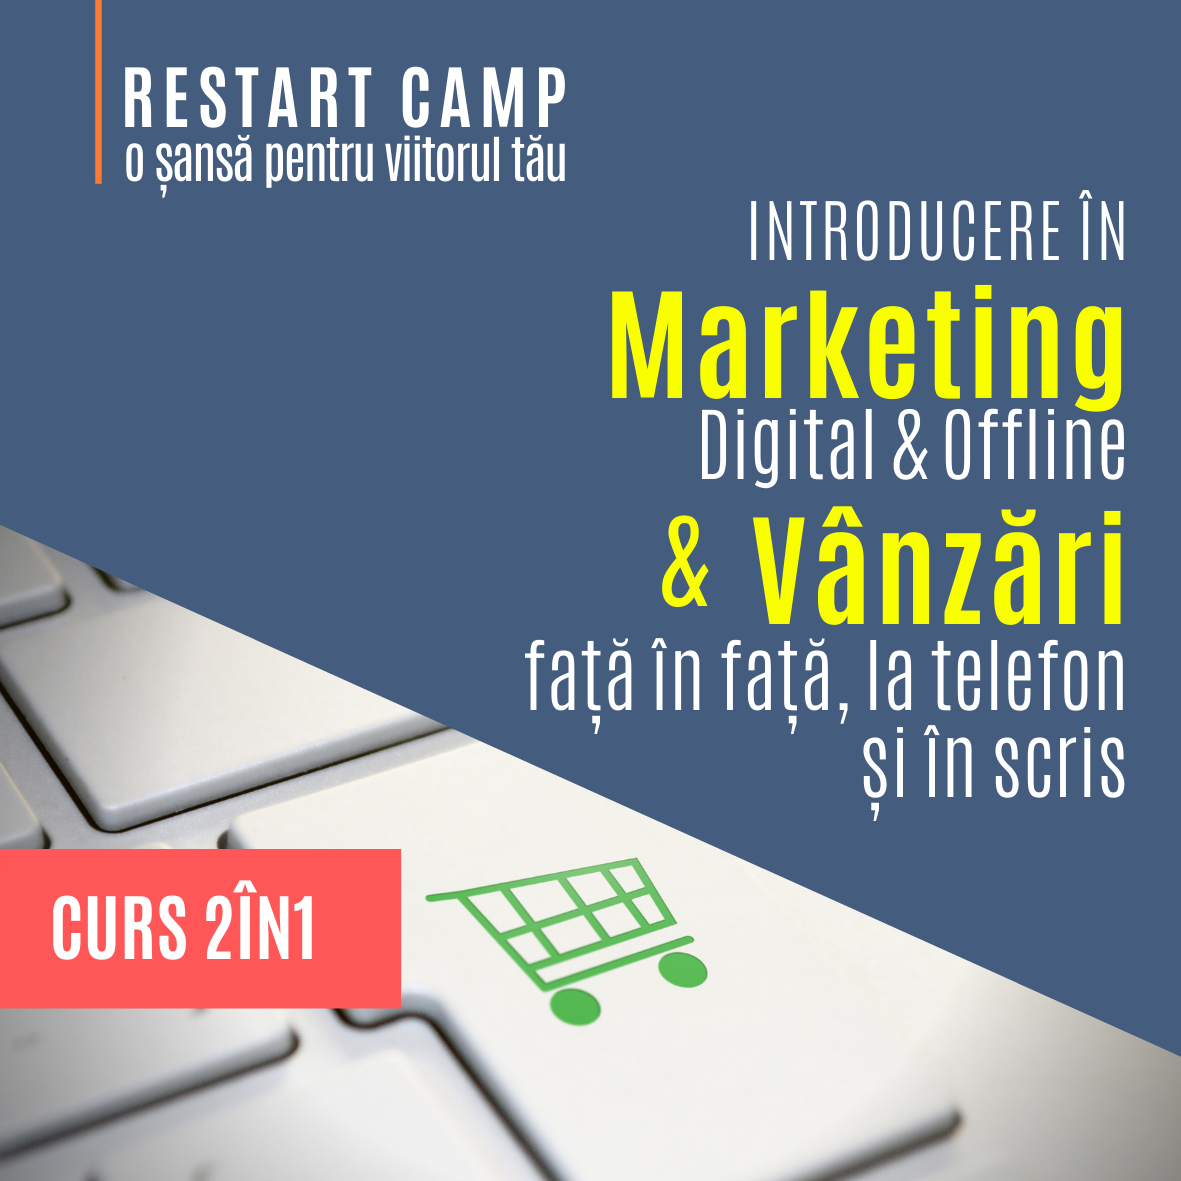 RESTART CAMP
o șansă pentru viitorul tău
INTRODUCERE ÎN
Marketing
Digital & Offline
& Vânzări
față în față, la telefon
și în scris
CURS 2ÎN1